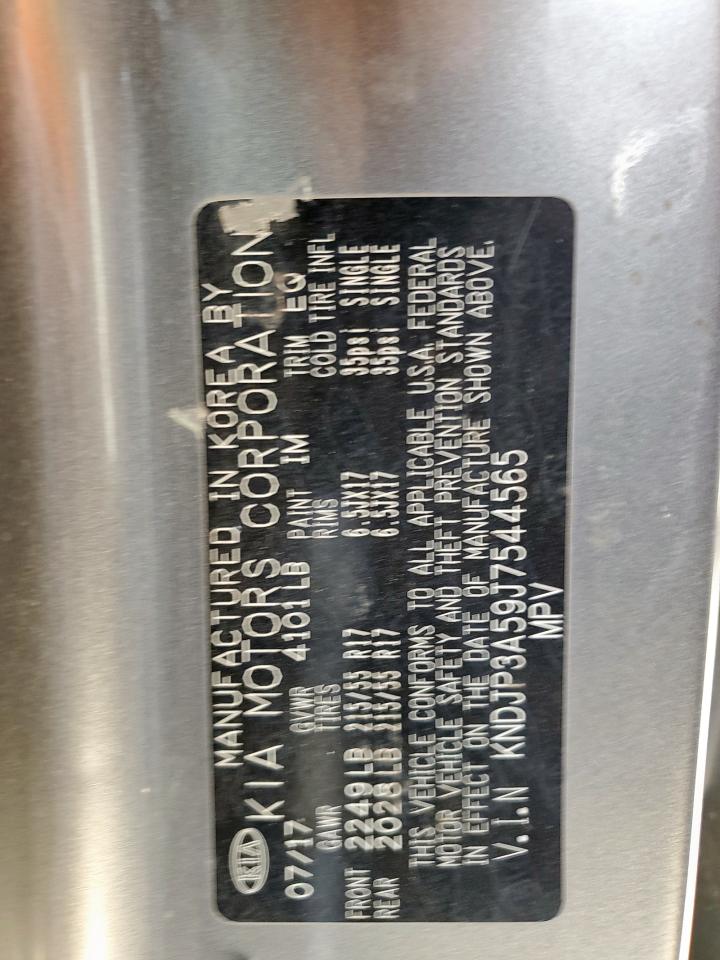 KIA
MANUFACTURED IN KOREA BY
KIA MOTORS CORPORATION
07/17 GVWR 4101LB PAINT IM TRIM EQ
GAWR TIRES RIMS COLD TIRE INFL
FRONT 2249LB 215/55 R17 6.5JX17 35psi SINGLE
REAR 2028LB 215/55 R17 6.5JX17 35psi SINGLE
THIS VEHICLE CONFORMS TO ALL APPLICABLE U.S.A. FEDERAL
MOTOR VEHICLE SAFETY AND THEFT PREVENTION STANDARDS
IN EFFECT ON THE DATE OF MANUFACTURE SHOWN ABOVE.
V.I.N KNDJP3A59J7544565
MPV